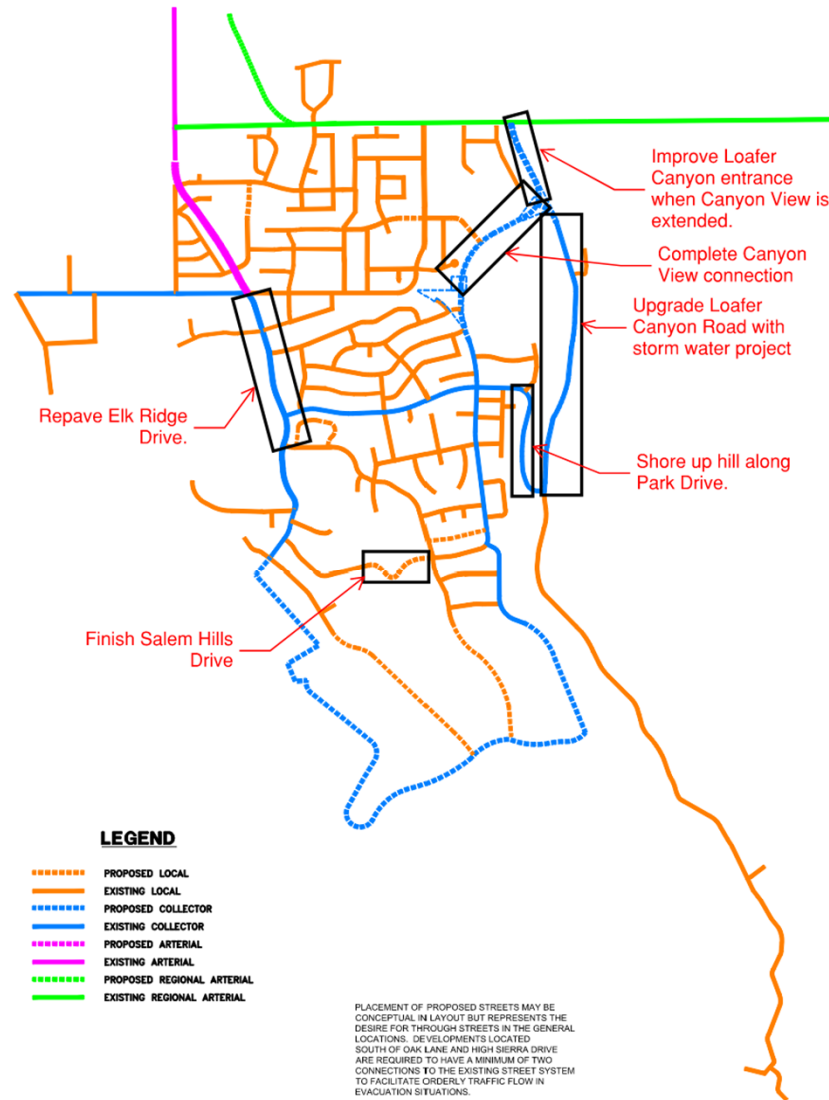 Improve Loafer
Canyon entrance
when Canyon View is
extended.
Complete Canyon
View connection
Upgrade Loafer
Canyon Road with
storm water project
Repave Elk Ridge
Drive.
Shore up hill along
Park Drive.
Finish Salem Hills
Drive
LEGEND
PROPOSED LOCAL
EXISTING LOCAL
PROPOSED COLLECTOR
EXISTING COLLECTOR
PROPOSED ARTERIAL
EXISTING ARTERIAL
PROPOSED REGIONAL ARTERIAL
EXISTING REGIONAL ARTERIAL
PLACEMENT OF PROPOSED STREETS MAY BE
CONCEPTUAL IN LAYOUT BUT REPRESENTS THE
DESIRE FOR THROUGH STREETS IN THE GENERAL
LOCATIONS. DEVELOPMENTS LOCATED
SOUTH OF OAK LANE AND HIGH SIERRA DRIVE
ARE REQUIRED TO HAVE A MINIMUM OF TWO
CONNECTIONS TO THE EXISTING STREET SYSTEM
TO FACILITATE ORDERLY TRAFFIC FLOW IN
EVACUATION SITUATIONS.